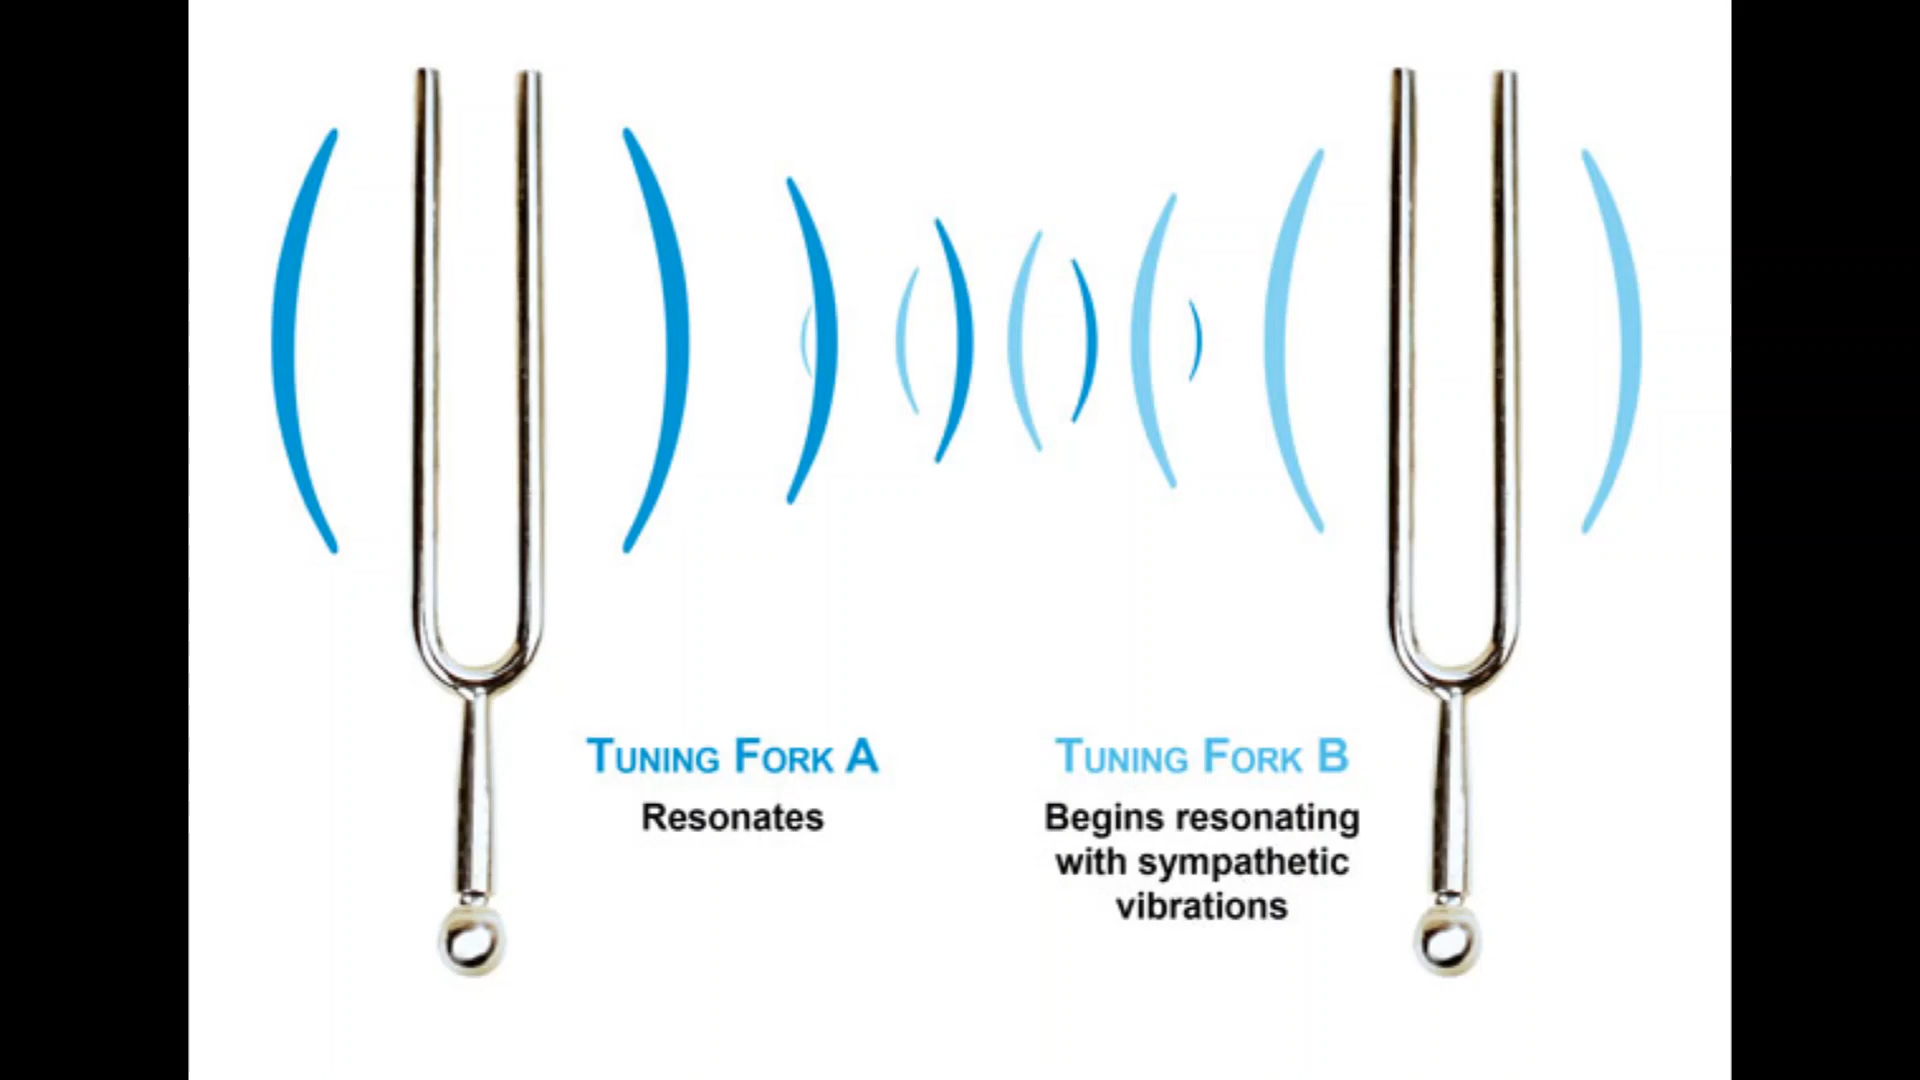 TUNING FORK A
Resonates
TUNING FORK B
Begins resonating
with sympathetic
vibrations